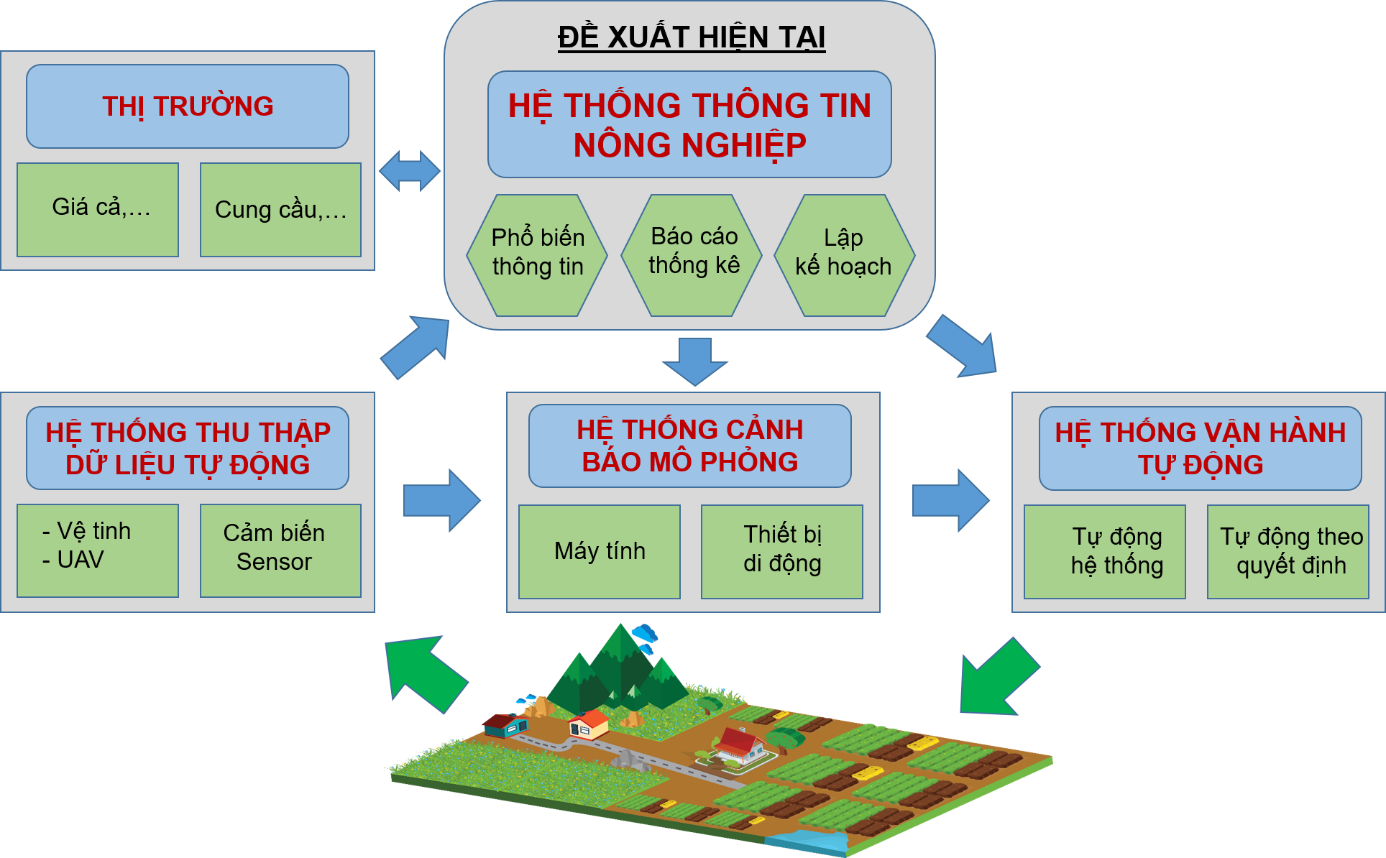 ĐỀ XUẤT HIỆN TẠI
HỆ THỐNG THÔNG TIN
NÔNG NGHIỆP
Phổ biến
thông tin
Báo cáo
thống kê
Lập
kế hoạch
THỊ TRƯỜNG
Giá cả,…
Cung cầu,…
HỆ THỐNG THU THẬP
DỮ LIỆU TỰ ĐỘNG
- Vệ tinh
- UAV
Cảm biến
Sensor
HỆ THỐNG CẢNH
BÁO MÔ PHỎNG
Máy tính
Thiết bị
di động
HỆ THỐNG VẬN HÀNH
TỰ ĐỘNG
Tự động
hệ thống
Tự động theo
quyết định